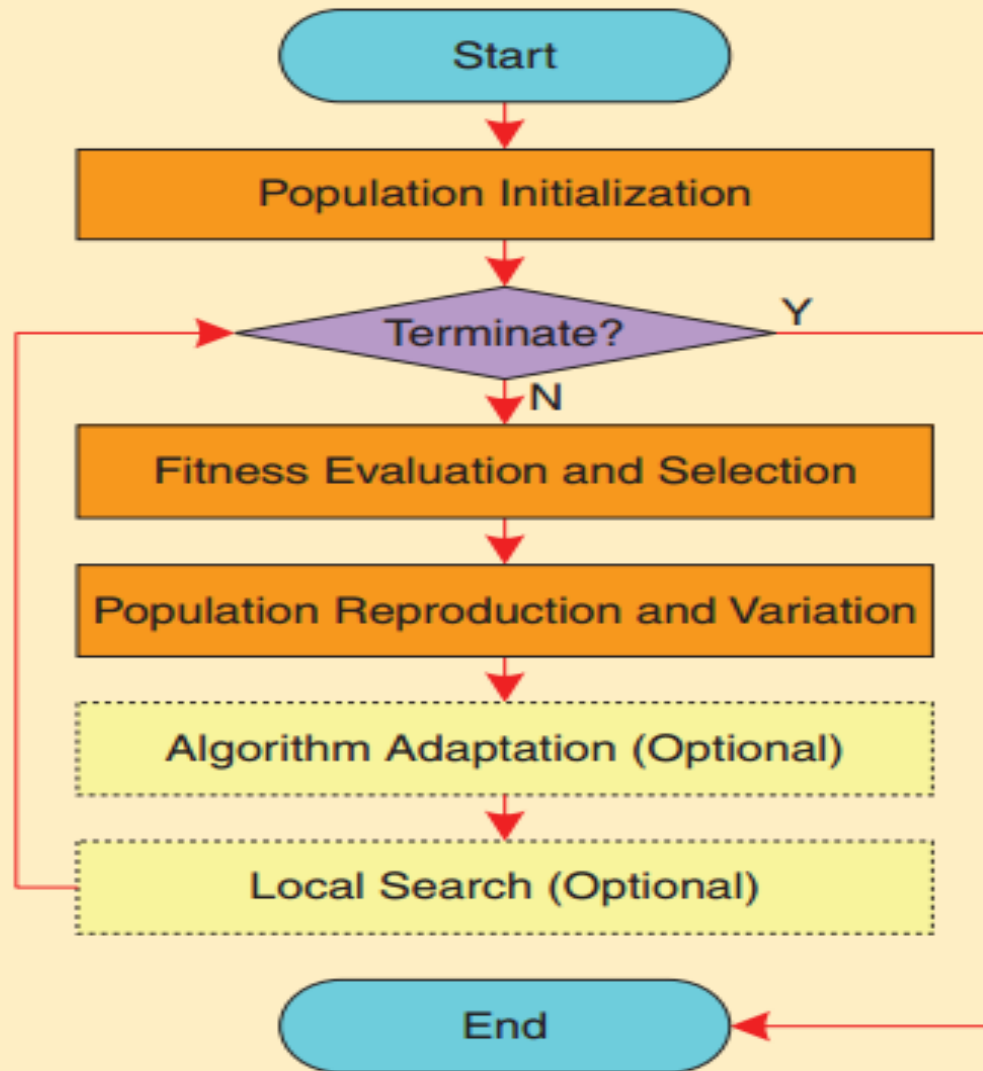 Start
Population Initialization
Terminate?
Y
N
Fitness Evaluation and Selection
Population Reproduction and Variation
Algorithm Adaptation (Optional)
Local Search (Optional)
End